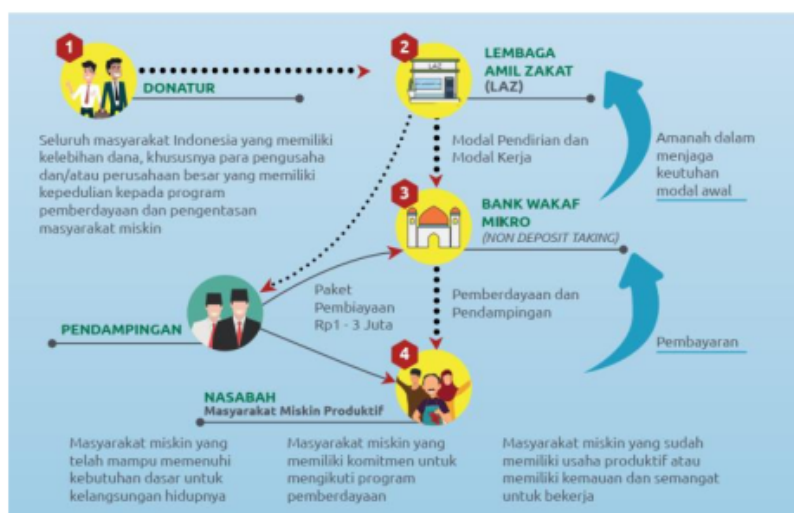 1
DONATUR
Seluruh masyarakat Indonesia yang memiliki
kelebihan dana, khususnya para pengusaha
dan/atau perusahaan besar yang memiliki
kepedulian kepada program
pemberdayaan dan pengentasan
masyarakat miskin
2
LAZ
LEMBAGA
AMIL ZAKAT
(LAZ)
Modal Pendirian dan
Modal Kerja
Amanah dalam
menjaga
keutuhan
modal awal
3
BANK WAKAF
MIKRO
(NON DEPOSIT TAKING)
PENDAMPINGAN
Paket
Pembiayaan
Rp1 - 3 Juta
Pemberdayaan dan
Pendampingan
Pembayaran
4
NASABAH
Masyarakat Miskin Produktif
Masyarakat miskin yang
telah mampu memenuhi
kebutuhan dasar untuk
kelangsungan hidupnya
Masyarakat miskin yang
memiliki komitmen untuk
mengikuti program
pemberdayaan
Masyarakat miskin yang sudah
memiliki usaha produktif atau
memiliki kemauan dan semangat
untuk bekerja